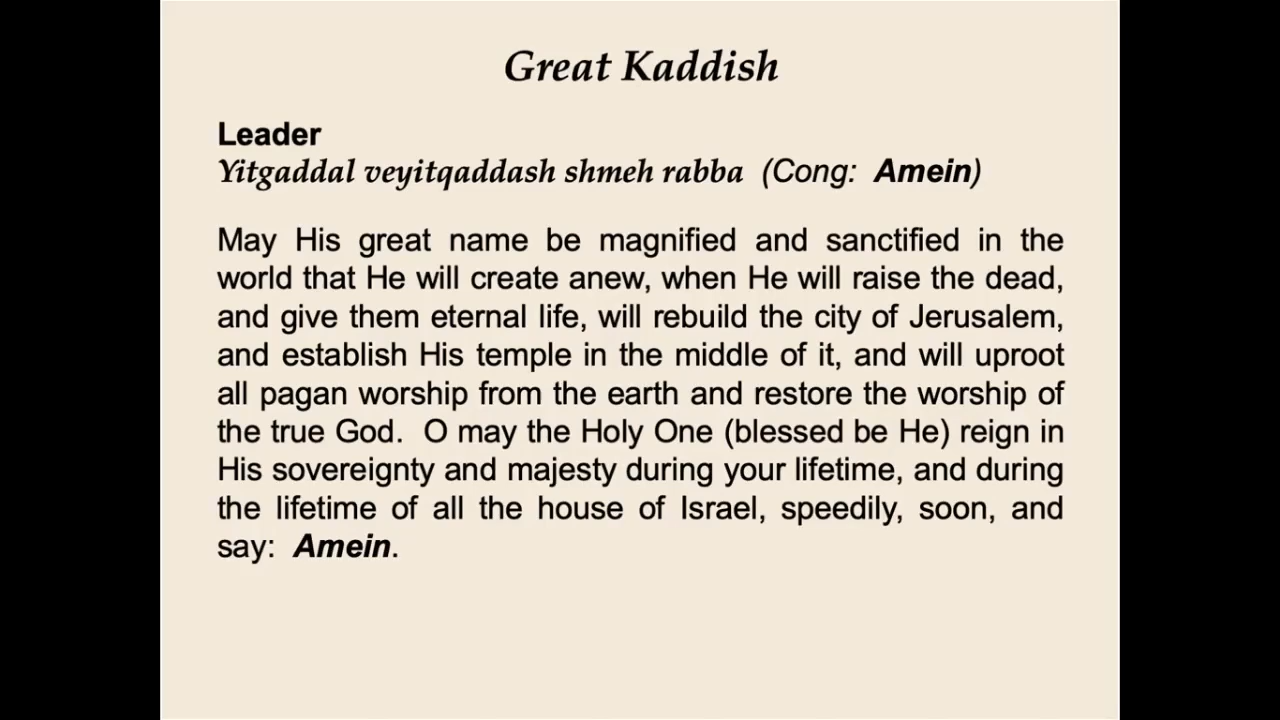 Great Kaddish
Leader
Yitgaddal veyitqaddash shmeh rabba (Cong: Amein)
May His great name be magnified and sanctified in the
world that He will create anew, when He will raise the dead,
and give them eternal life, will rebuild the city of Jerusalem,
and establish His temple in the middle of it, and will uproot
all pagan worship from the earth and restore the worship of
the true God. O may the Holy One (blessed be He) reign in
His sovereignty and majesty during your lifetime, and during
the lifetime of all the house of Israel, speedily, soon, and
say: Amein.